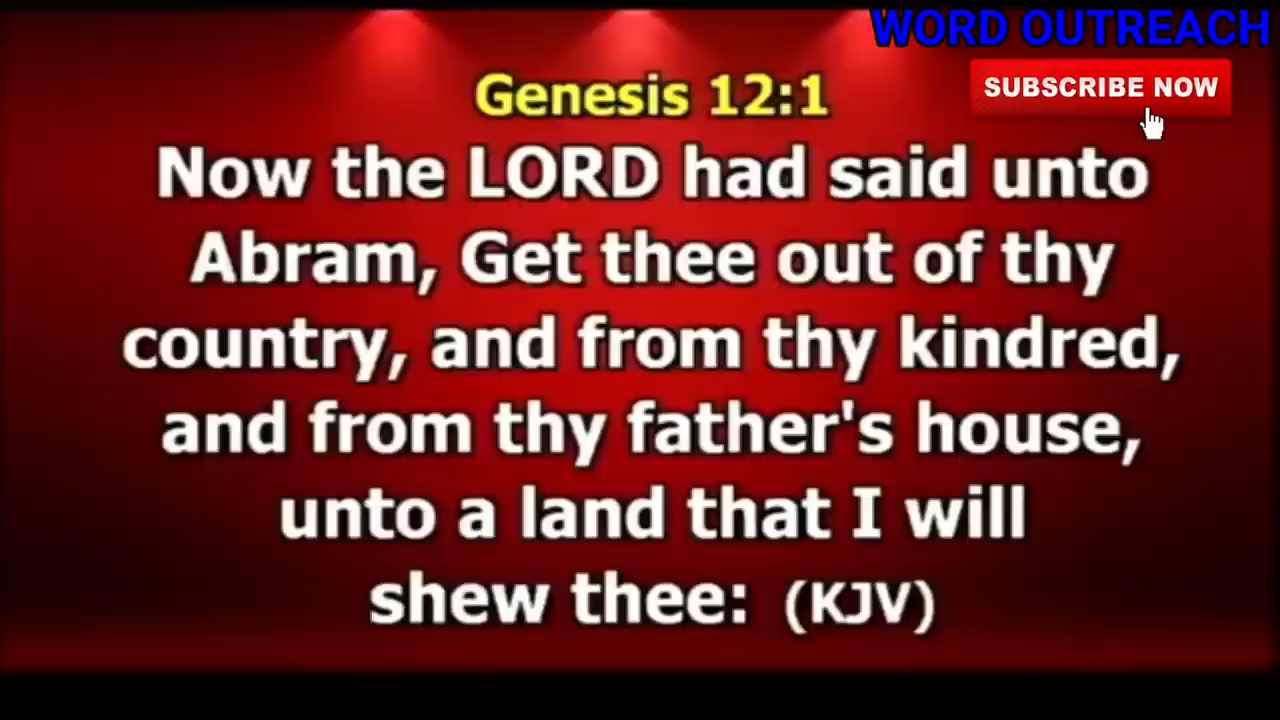 WORD OUTREACH
SUBSCRIBE NOW
Genesis 12:1
Now the LORD had said unto
Abram, Get thee out of thy
country, and from thy kindred,
and from thy father's house,
unto a land that I will
shew thee: (KJV)